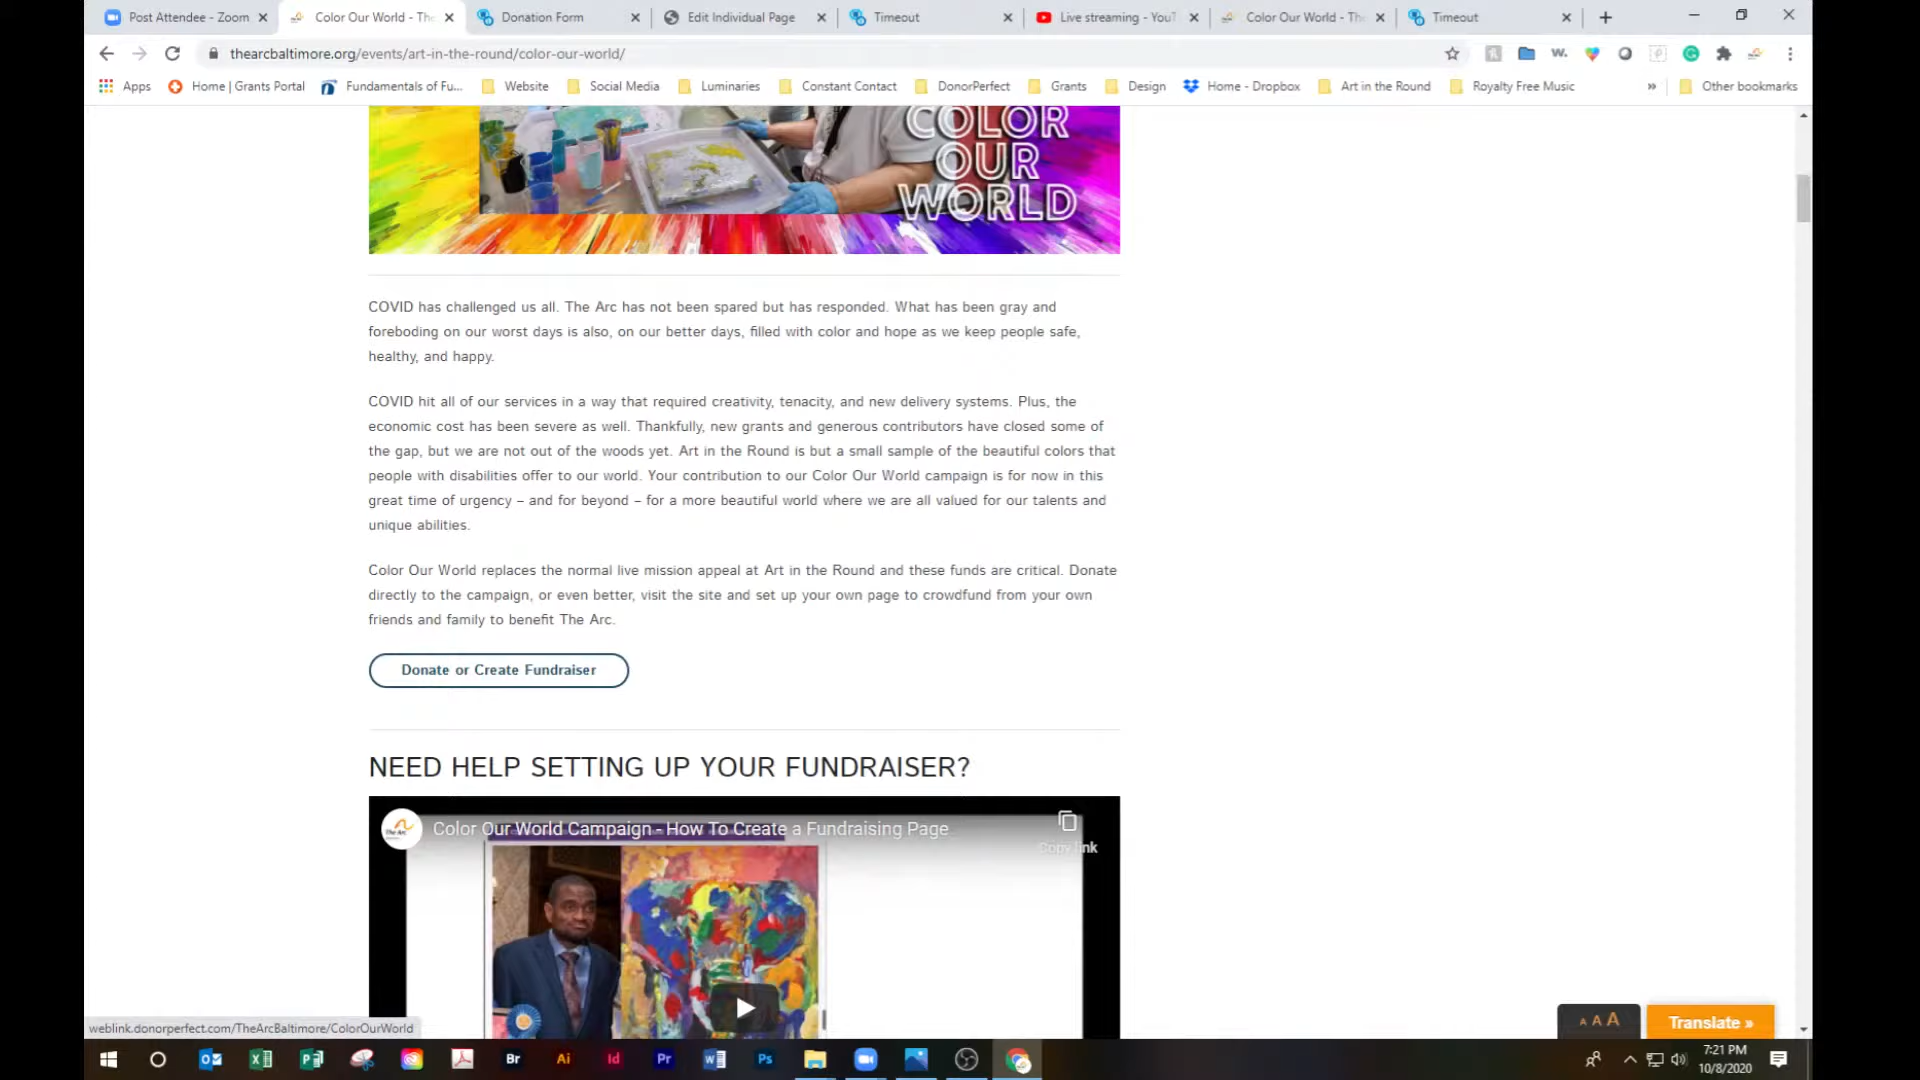 Post Attendee - Zoom
Color Our World - The
Donation Form
Edit Individual Page
Timeout
Live streaming - YouT
Color Our World - Th
Timeout
thearcbaltimore.org/events/art-in-the-round/color-our-world/
Apps
Home | Grants Portal
Fundamentals of Fu...
Website
Social Media
Luminaries
Constant Contact
DonorPerfect
Grants
Design
Home - Dropbox
Art in the Round
Royalty Free Music
»
Other bookmarks
COLOR
OUR
WORLD
COVID has challenged us all. The Arc has not been spared but has responded. What has been gray and
foreboding on our worst days is also, on our better days, filled with color and hope as we keep people safe,
healthy, and happy.
COVID hit all of our services in a way that required creativity, tenacity, and new delivery systems. Plus, the
economic cost has been severe as well. Thankfully, new grants and generous contributors have closed some of
the gap, but we are not out of the woods yet. Art in the Round is but a small sample of the beautiful colors that
people with disabilities offer to our world. Your contribution to our Color Our World campaign is for now in this
great time of urgency – and for beyond – for a more beautiful world where we are all valued for our talents and
unique abilities.
Color Our World replaces the normal live mission appeal at Art in the Round and these funds are critical. Donate
directly to the campaign, or even better, visit the site and set up your own page to crowdfund from your own
friends and family to benefit The Arc.
Donate or Create Fundraiser
NEED HELP SETTING UP YOUR FUNDRAISER?
The Arc
Color Our World Campaign - How To Create a Fundraising Page
Copy link
A A A
Translate »
weblink.donorperfect.com/TheArcBaltimore/ColorOurWorld
Br
Ai
Id
Pr
Ps
7:21 PM
10/8/2020